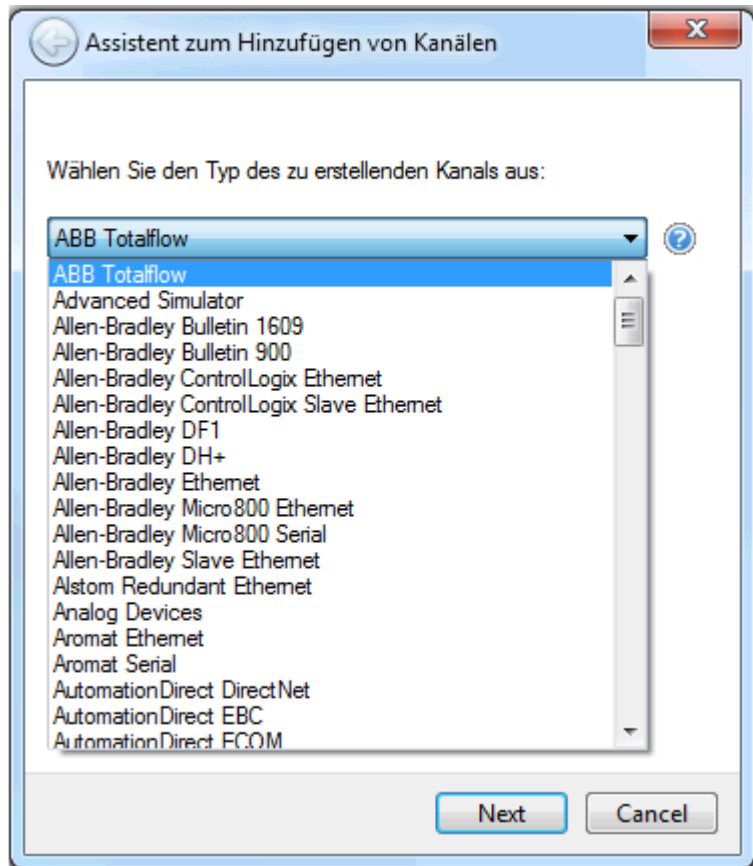 Assistent zum Hinzufügen von Kanälen
Wählen Sie den Typ des zu erstellenden Kanals aus:
ABB Totalflow
ABB Totalflow
Advanced Simulator
Allen-Bradley Bulletin 1609
Allen-Bradley Bulletin 900
Allen-Bradley ControlLogix Ethernet
Allen-Bradley ControlLogix Slave Ethernet
Allen-Bradley DF1
Allen-Bradley DH+
Allen-Bradley Ethernet
Allen-Bradley Micro800 Ethernet
Allen-Bradley Micro800 Serial
Allen-Bradley Slave Ethernet
Alstom Redundant Ethernet
Analog Devices
Aromat Ethernet
Aromat Serial
AutomationDirect DirectNet
AutomationDirect EBC
AutomationDirect ECOM
Next
Cancel